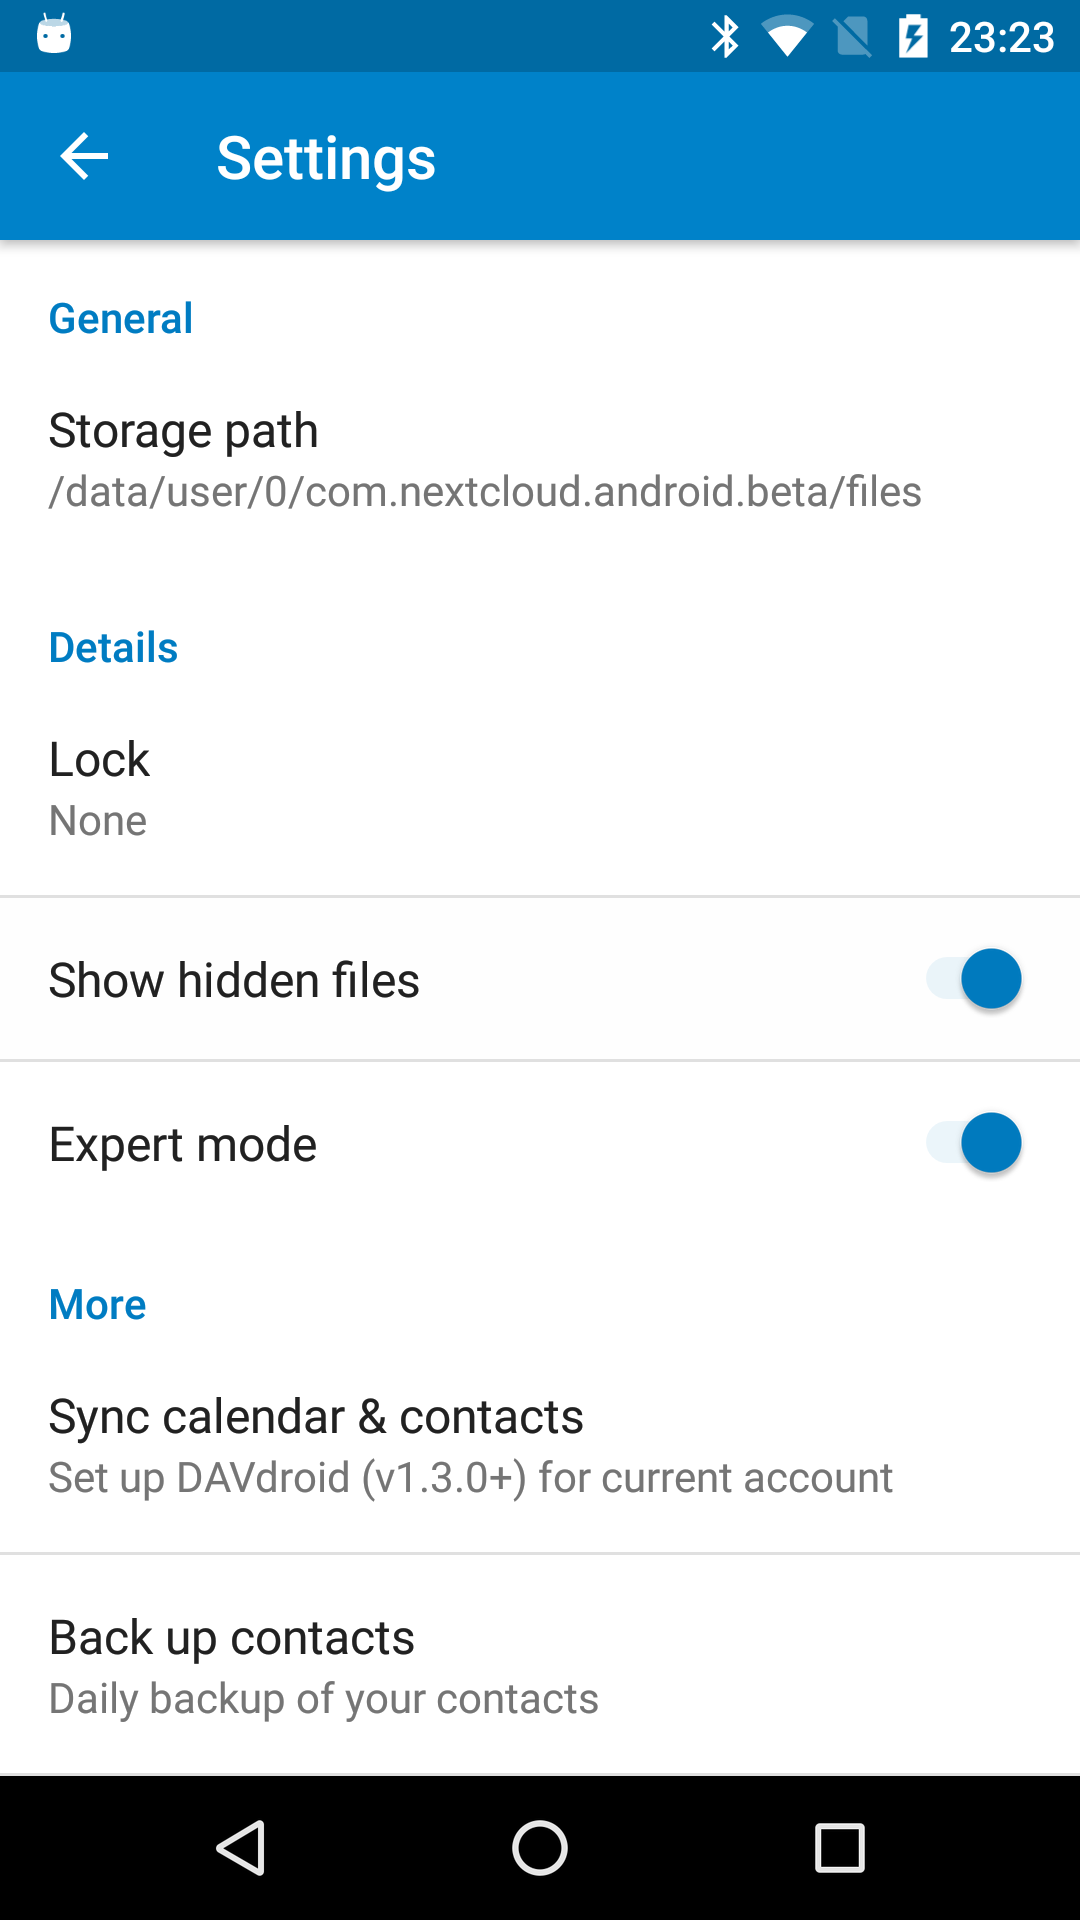 23:23
Settings
General
Storage path
/data/user/0/com.nextcloud.android.beta/files
Details
Lock
None
Show hidden files
Expert mode
More
Sync calendar & contacts
Set up DAVdroid (v1.3.0+) for current account
Back up contacts
Daily backup of your contacts